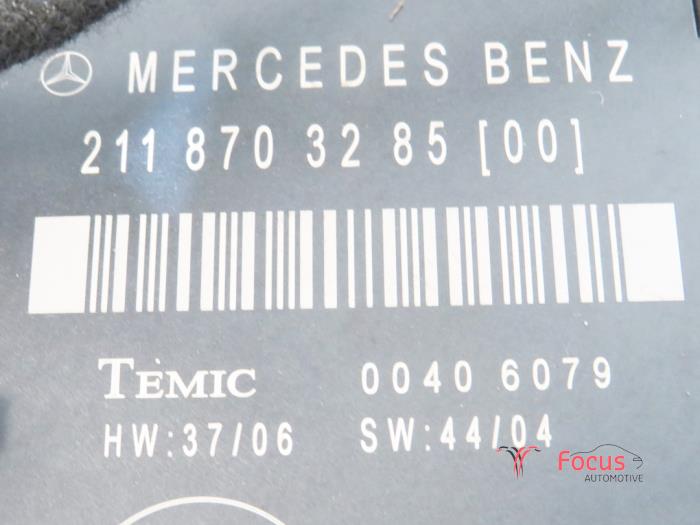 MERCEDES BENZ
211 870 32 85 [00]
TEMIC 0040 6079
HW:37/06 SW:44/04
Focus
AUTOMOTIVE